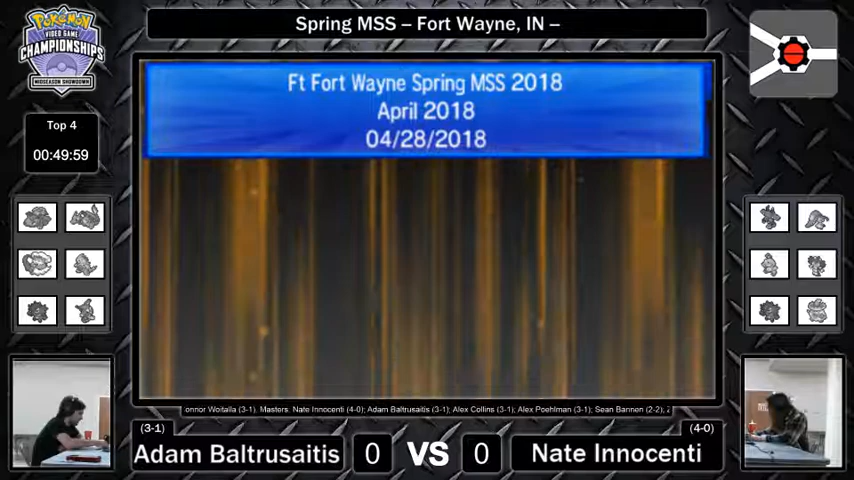 Spring MSS – Fort Wayne, IN –
Pokémon
VIDEO GAME
CHAMPIONSHIPS
MIDSEASON SHOWDOWN
Ft Fort Wayne Spring MSS 2018
April 2018
04/28/2018
Top 4
00:49:59
onnor Woitalla (3-1), Masters: Nate Innocenti (4-0); Adam Baltrusaitis (3-1); Alex Collins (3-1); Alex Poehlman (3-1); Sean Bannen (2-2),
(3-1)
(4-0)
Adam Baltrusaitis 0 VS 0 Nate Innocenti